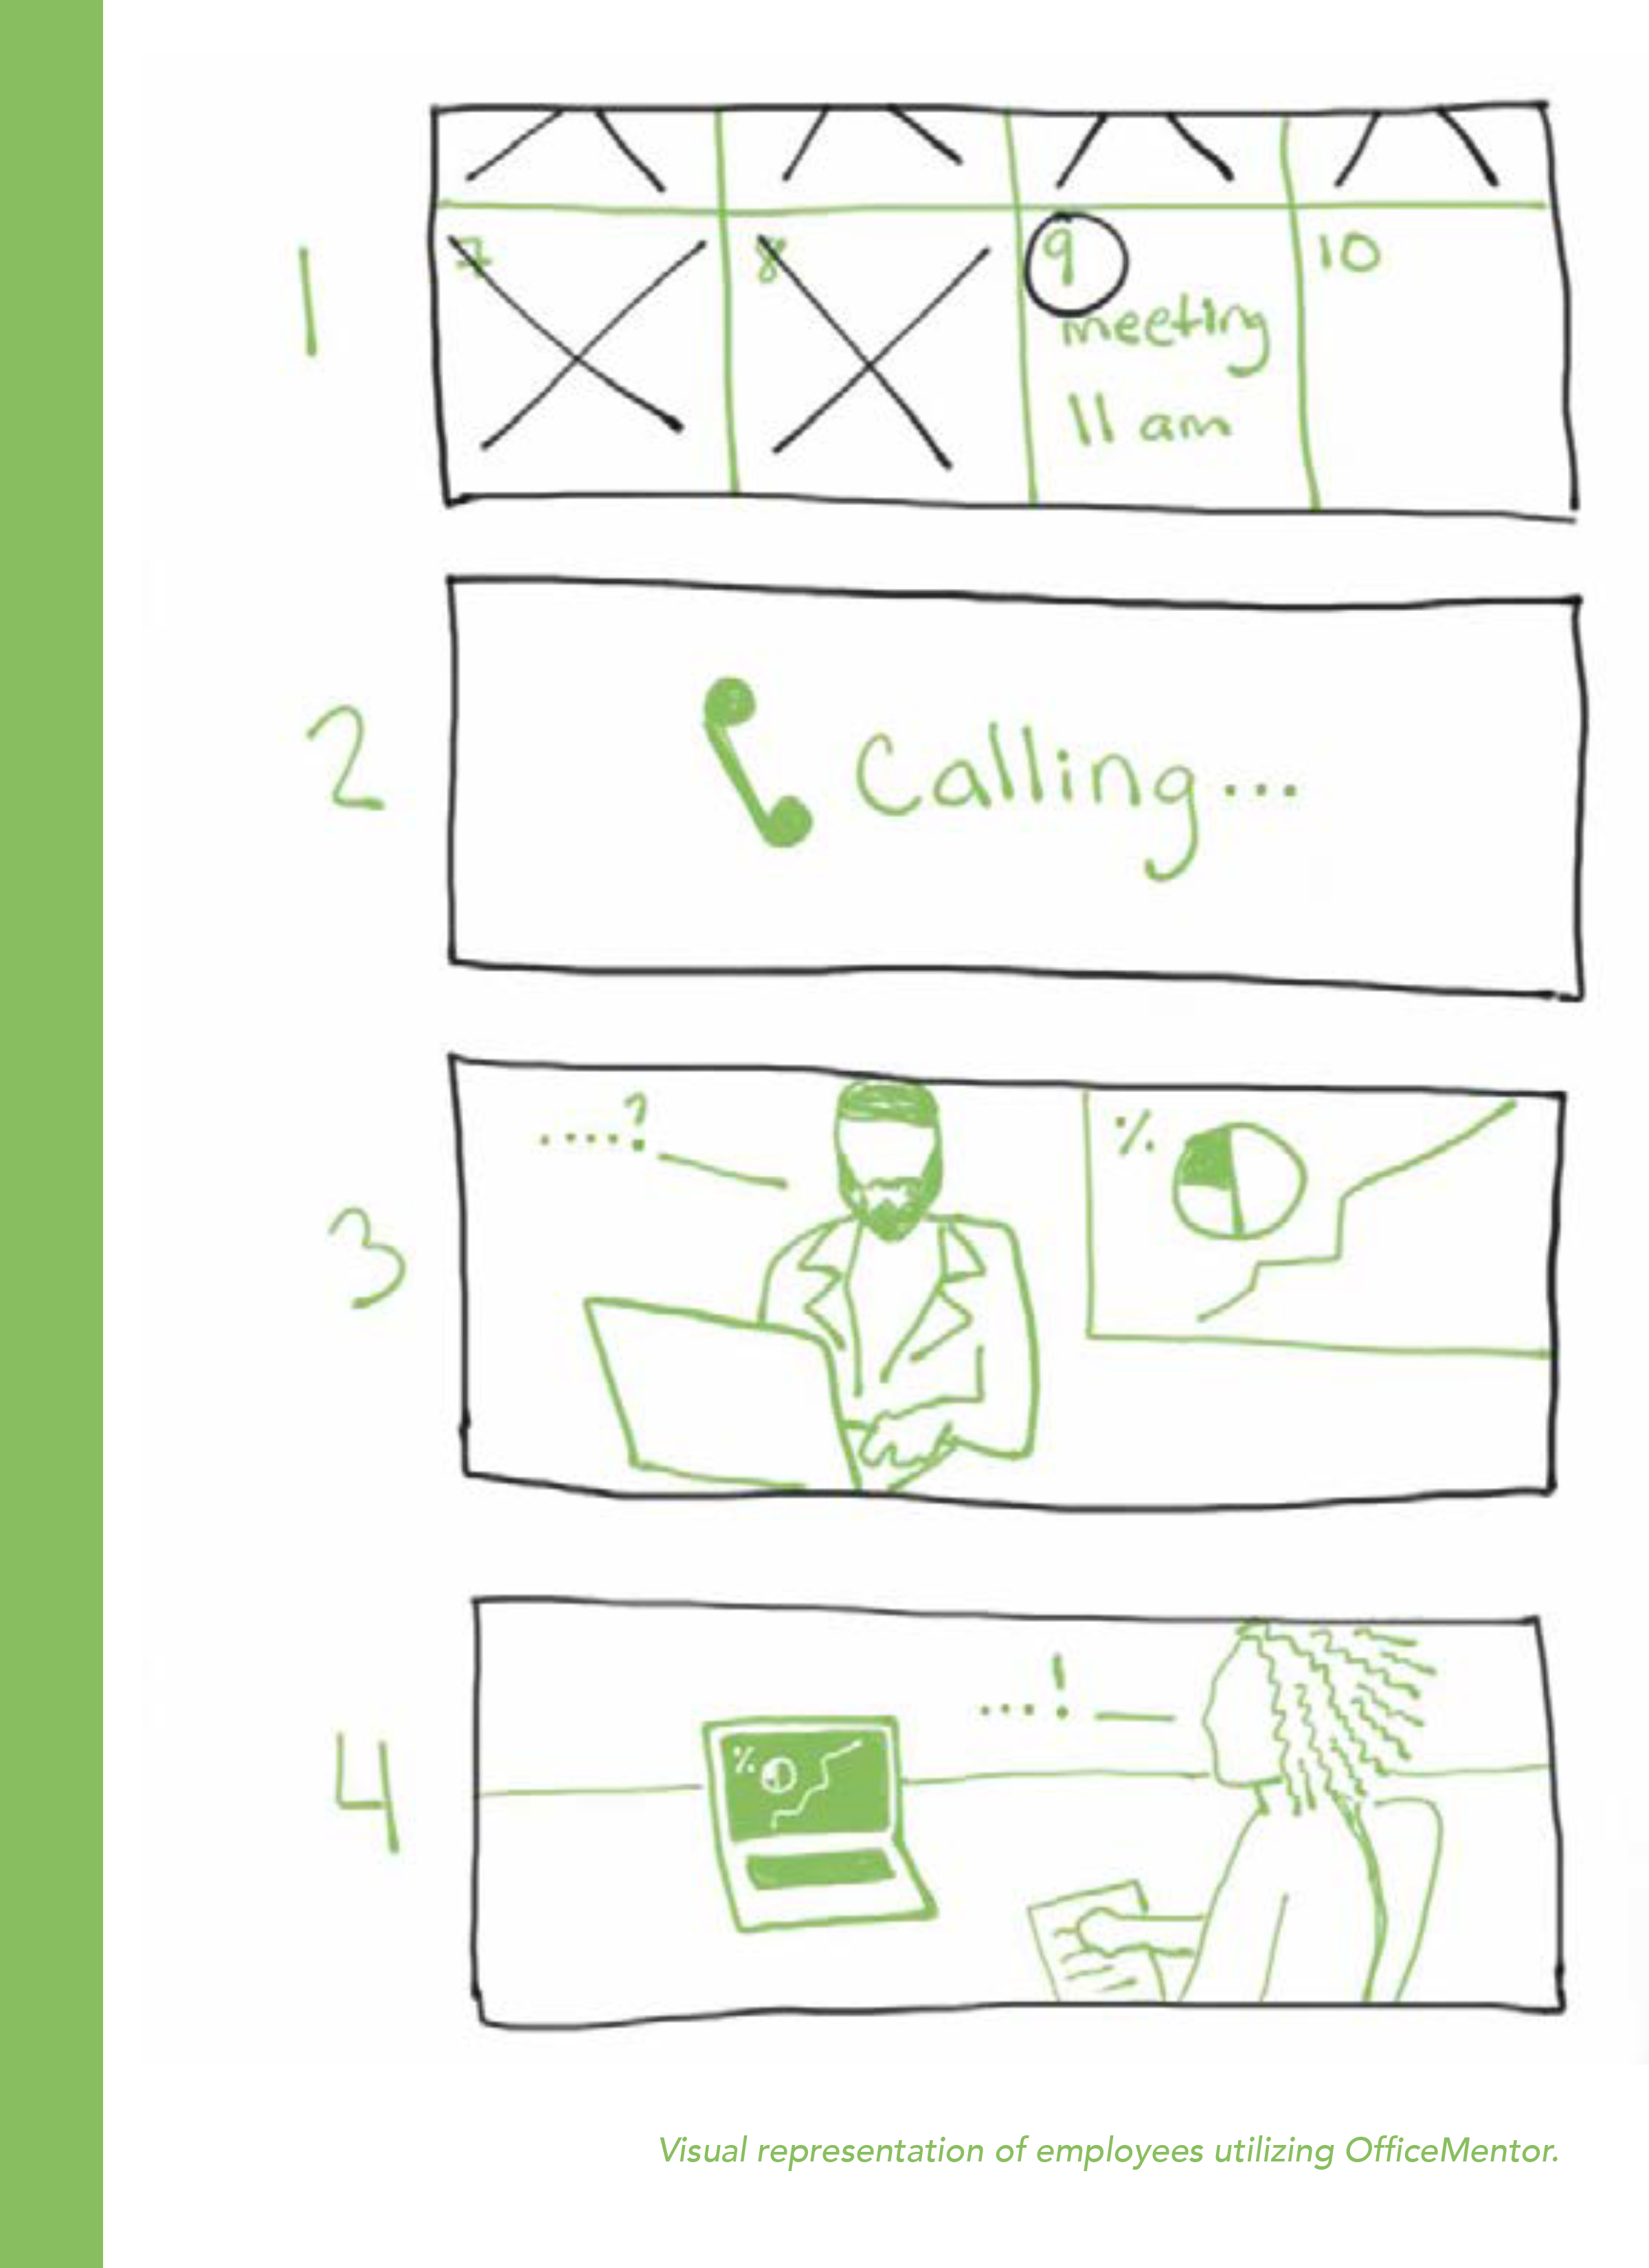 1
7 8 9 10
meeting
11 am
2
Calling...
3
....?
%
4
...!
%
Visual representation of employees utilizing OfficeMentor.